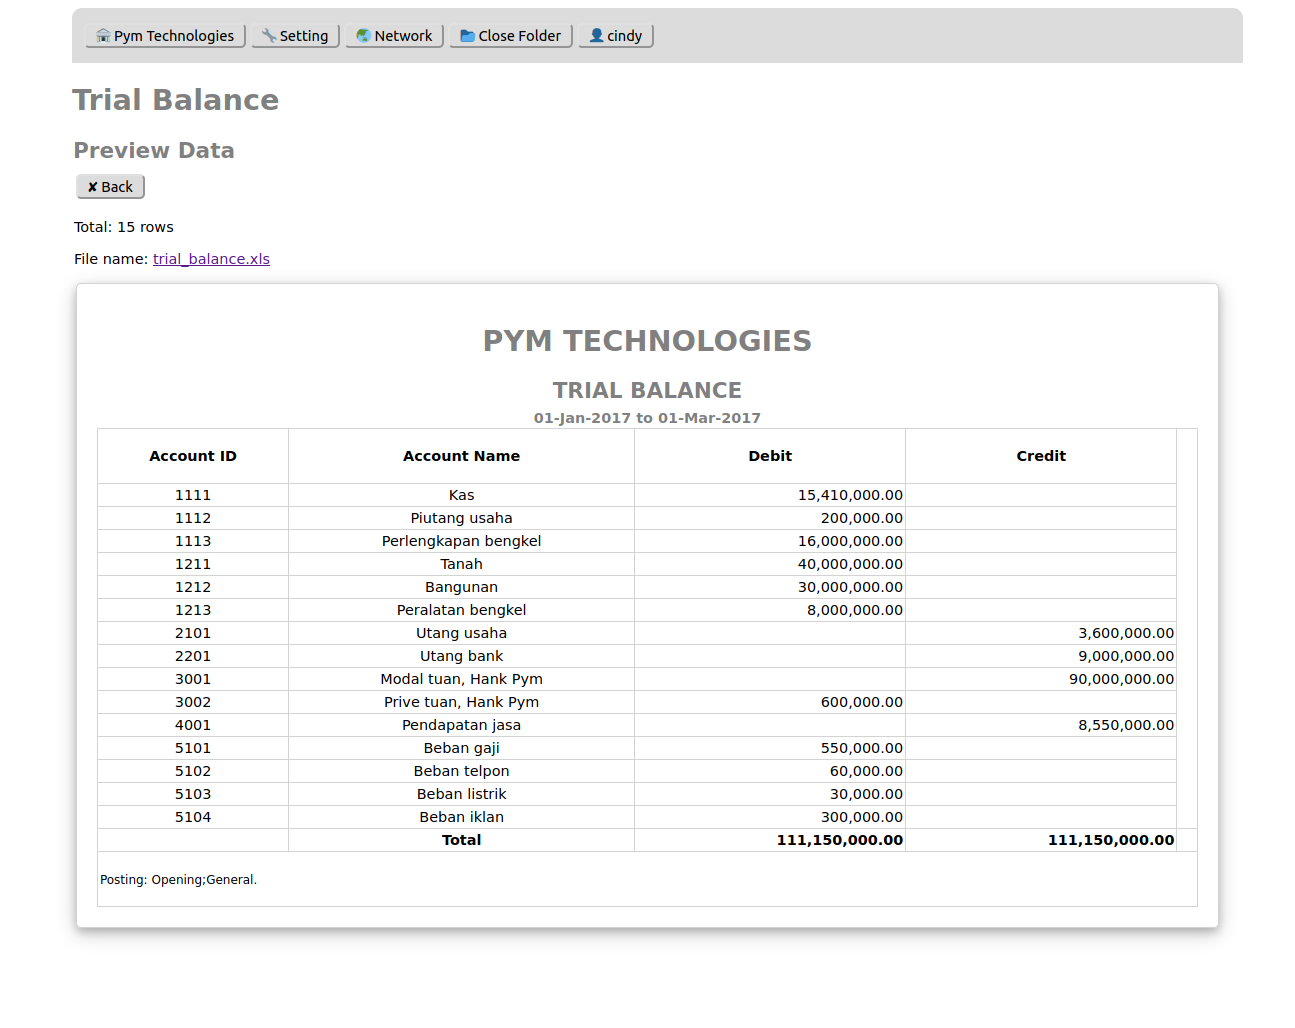 Pym Technologies Setting Network Close Folder cindy
Trial Balance
Preview Data
✘ Back
Total: 15 rows
File name: trial_balance.xls
PYM TECHNOLOGIES
TRIAL BALANCE
01-Jan-2017 to 01-Mar-2017
Account ID Account Name Debit Credit
1111 Kas 15,410,000.00
1112 Piutang usaha 200,000.00
1113 Perlengkapan bengkel 16,000,000.00
1211 Tanah 40,000,000.00
1212 Bangunan 30,000,000.00
1213 Peralatan bengkel 8,000,000.00
2101 Utang usaha 3,600,000.00
2201 Utang bank 9,000,000.00
3001 Modal tuan, Hank Pym 90,000,000.00
3002 Prive tuan, Hank Pym 600,000.00
4001 Pendapatan jasa 8,550,000.00
5101 Beban gaji 550,000.00
5102 Beban telpon 60,000.00
5103 Beban listrik 30,000.00
5104 Beban iklan 300,000.00
Total 111,150,000.00 111,150,000.00
Posting: Opening;General.